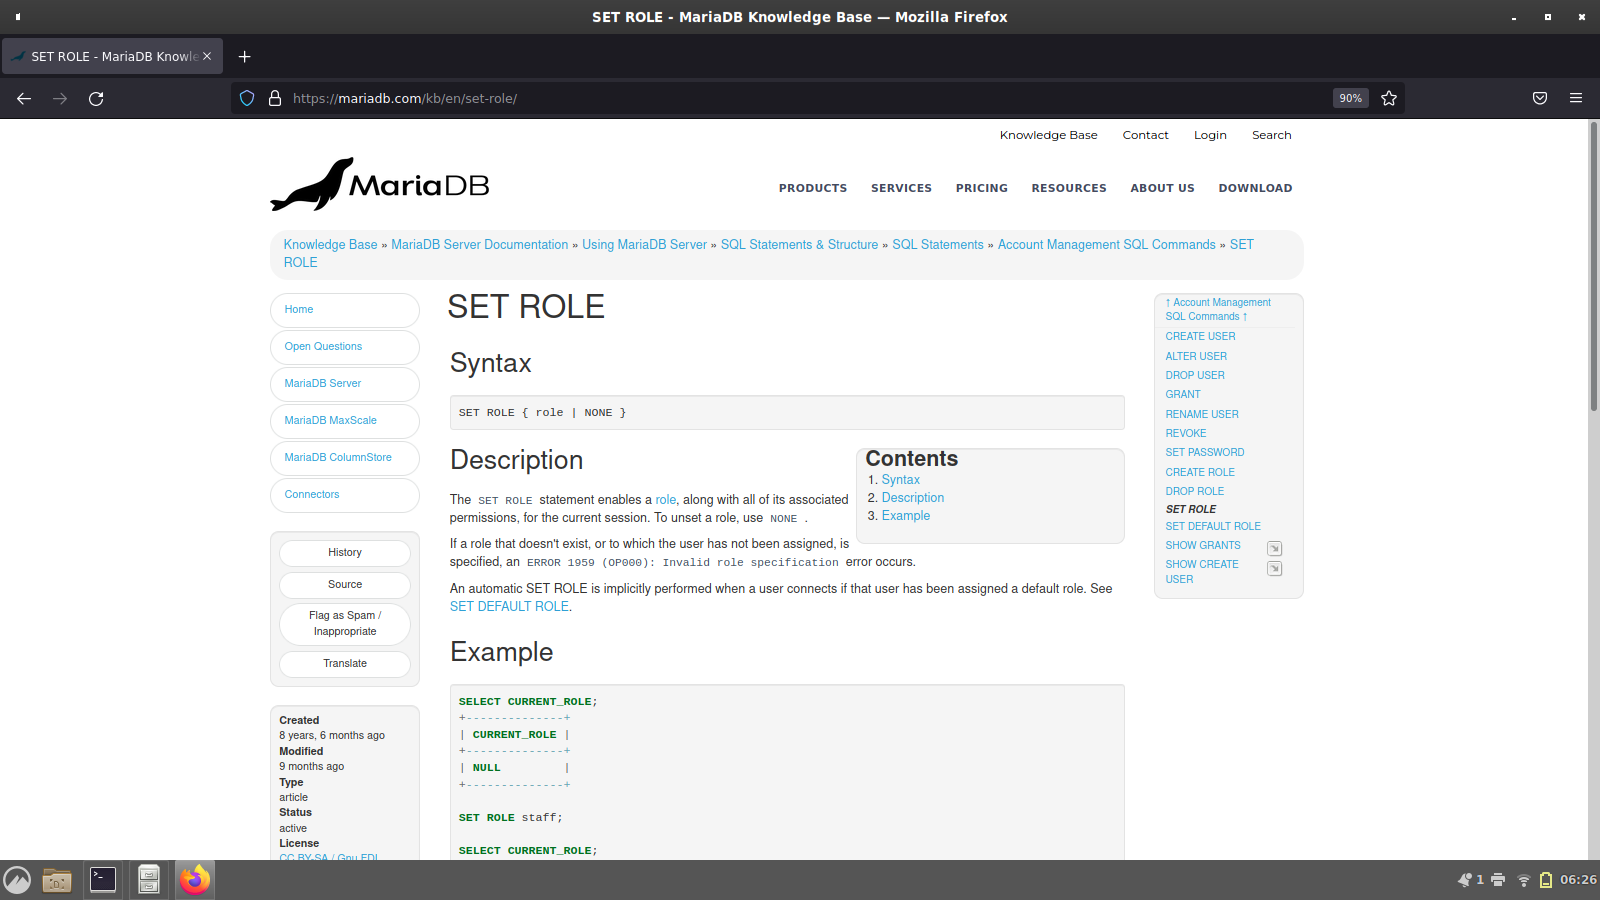 SET ROLE - MariaDB Knowledge Base — Mozilla Firefox
SET ROLE - MariaDB Knowle
https://mariadb.com/kb/en/set-role/
90%
Knowledge Base Contact Login Search
MariaDB
PRODUCTS SERVICES PRICING RESOURCES ABOUT US DOWNLOAD
Knowledge Base » MariaDB Server Documentation » Using MariaDB Server » SQL Statements & Structure » SQL Statements » Account Management SQL Commands » SET
ROLE
Home
Open Questions
MariaDB Server
MariaDB MaxScale
MariaDB ColumnStore
Connectors
History
Source
Flag as Spam /
Inappropriate
Translate
Created
8 years, 6 months ago
Modified
9 months ago
Type
article
Status
active
License
CC BY-SA / Gnu FDL
SET ROLE
Syntax
SET ROLE { role | NONE }
Description
The SET ROLE statement enables a role, along with all of its associated
permissions, for the current session. To unset a role, use NONE .
If a role that doesn't exist, or to which the user has not been assigned, is
specified, an ERROR 1959 (OP000): Invalid role specification error occurs.
An automatic SET ROLE is implicitly performed when a user connects if that user has been assigned a default role. See
SET DEFAULT ROLE.
Contents
1. Syntax
2. Description
3. Example
Example
SELECT CURRENT_ROLE;
+--------------+
| CURRENT_ROLE |
+--------------+
| NULL         |
+--------------+
SET ROLE staff;
SELECT CURRENT_ROLE;
↑ Account Management
SQL Commands ↑
CREATE USER
ALTER USER
DROP USER
GRANT
RENAME USER
REVOKE
SET PASSWORD
CREATE ROLE
DROP ROLE
SET ROLE
SET DEFAULT ROLE
SHOW GRANTS
SHOW CREATE
USER
1
06:26